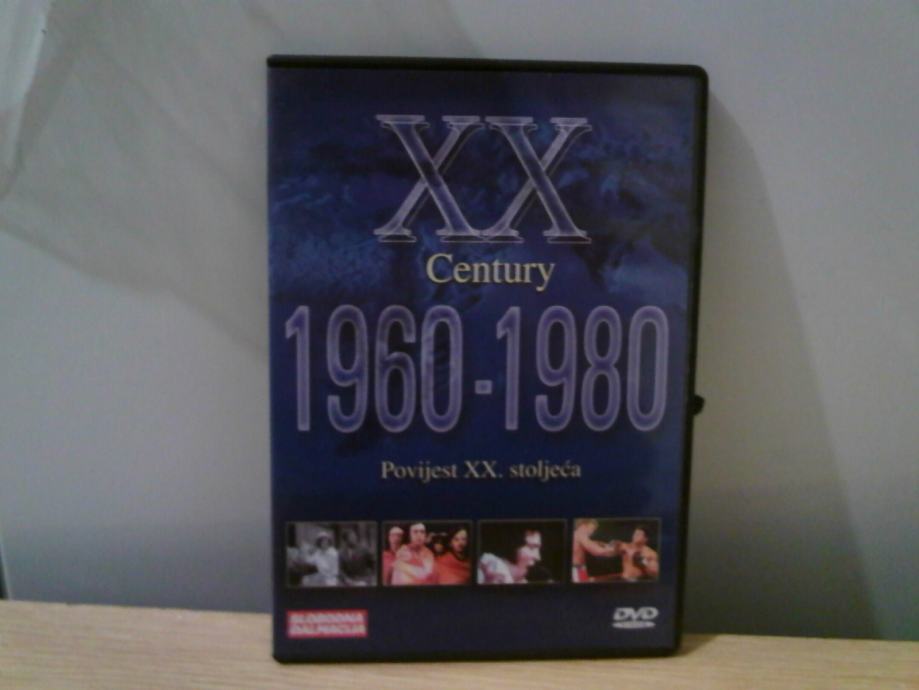 XX
Century
1960-1980
Povijest XX. stoljeća
SLOBODNA
DALMACIJA
DVD